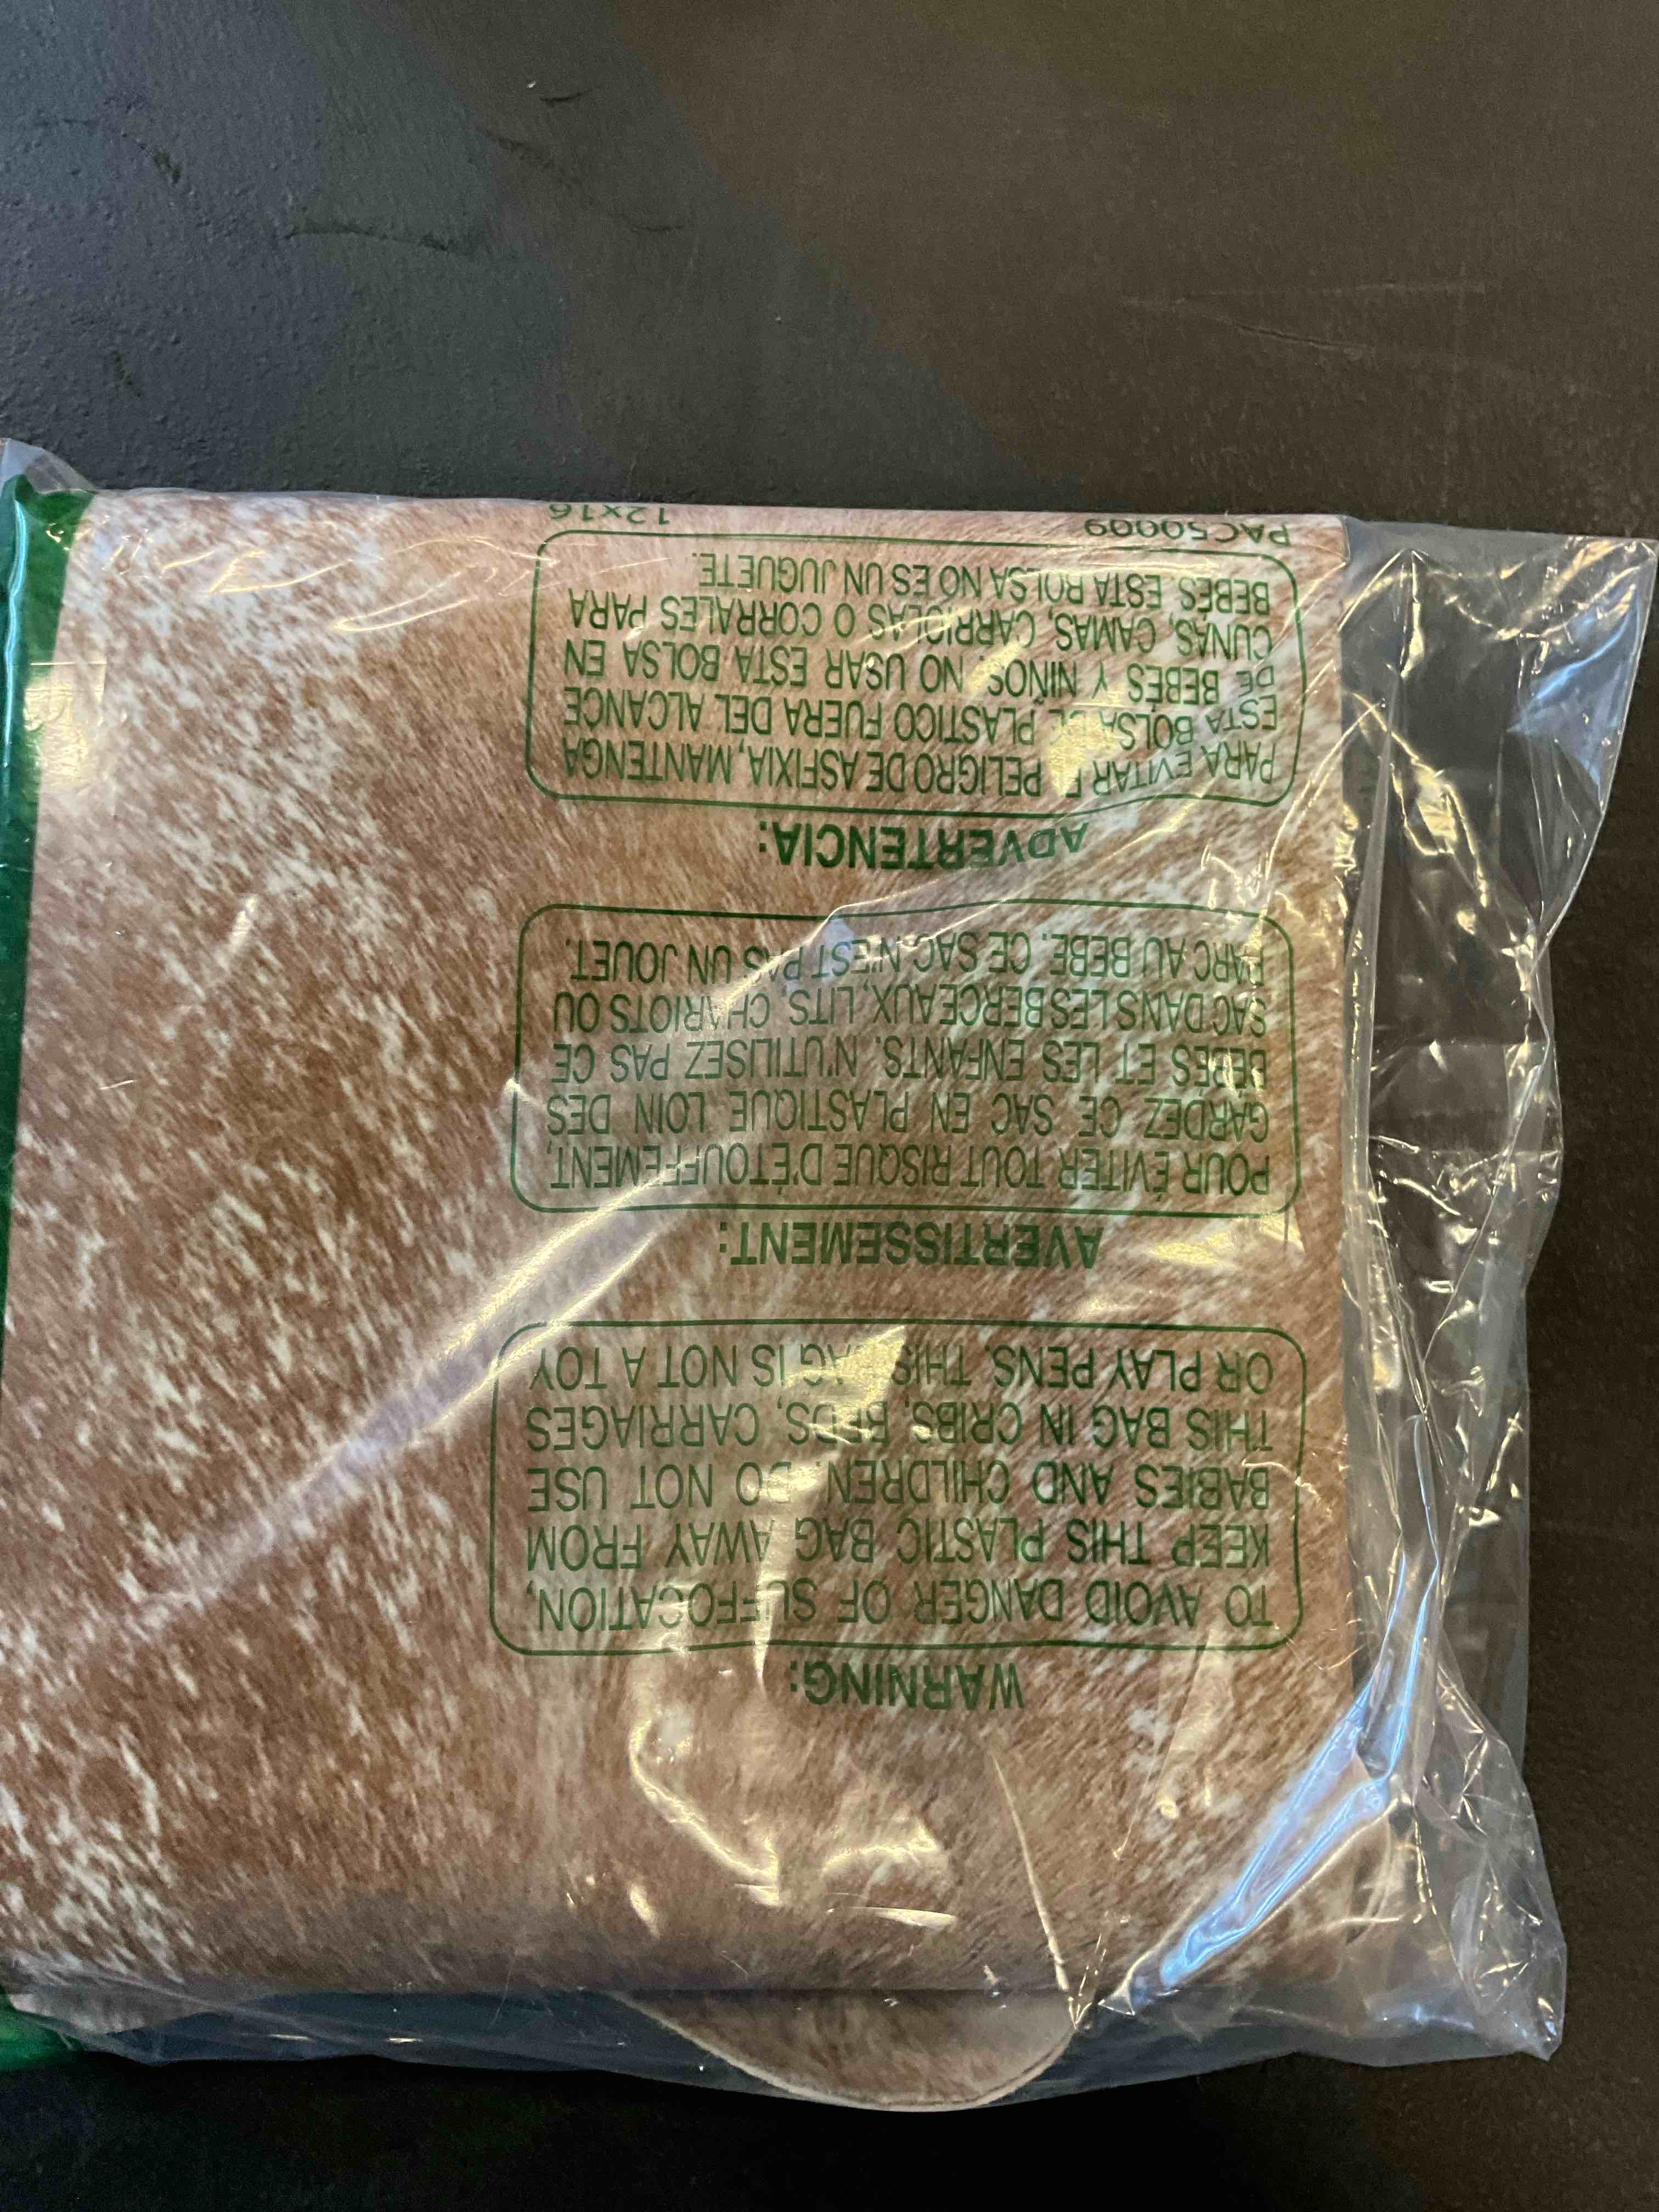 WARNING:
TO AVOID DANGER OF SUFFOCATION,
KEEP THIS PLASTIC BAG AWAY FROM
BABIES AND CHILDREN. DO NOT USE
THIS BAG IN CRIBS, BEDS, CARRIAGES
OR PLAY PENS. THIS BAG IS NOT A TOY
AVERTISSEMENT:
POUR ÉVITER TOUT RISQUE D'ÉTOUFFEMENT,
GARDEZ CE SAC EN PLASTIQUE LOIN DES
BÉBÉS ET LES ENFANTS. N'UTILISEZ PAS CE
SAC DANS LES BERCEAUX, LITS, CHARIOTS OU
PARC AU BÉBÉ. CE SAC N'EST PAS UN JOUET.
ADVERTENCIA:
PARA EVITAR EL PELIGRO DE ASFIXIA, MANTENGA
ESTA BOLSA DE PLASTICO FUERA DEL ALCANCE
DE BEBÉS Y NIÑOS. NO USAR ESTA BOLSA EN
CUNAS, CAMAS, CARRIOLAS O CORRALES PARA
BEBÉS. ESTA BOLSA NO ES UN JUGUETE.
PAC50009 12x16